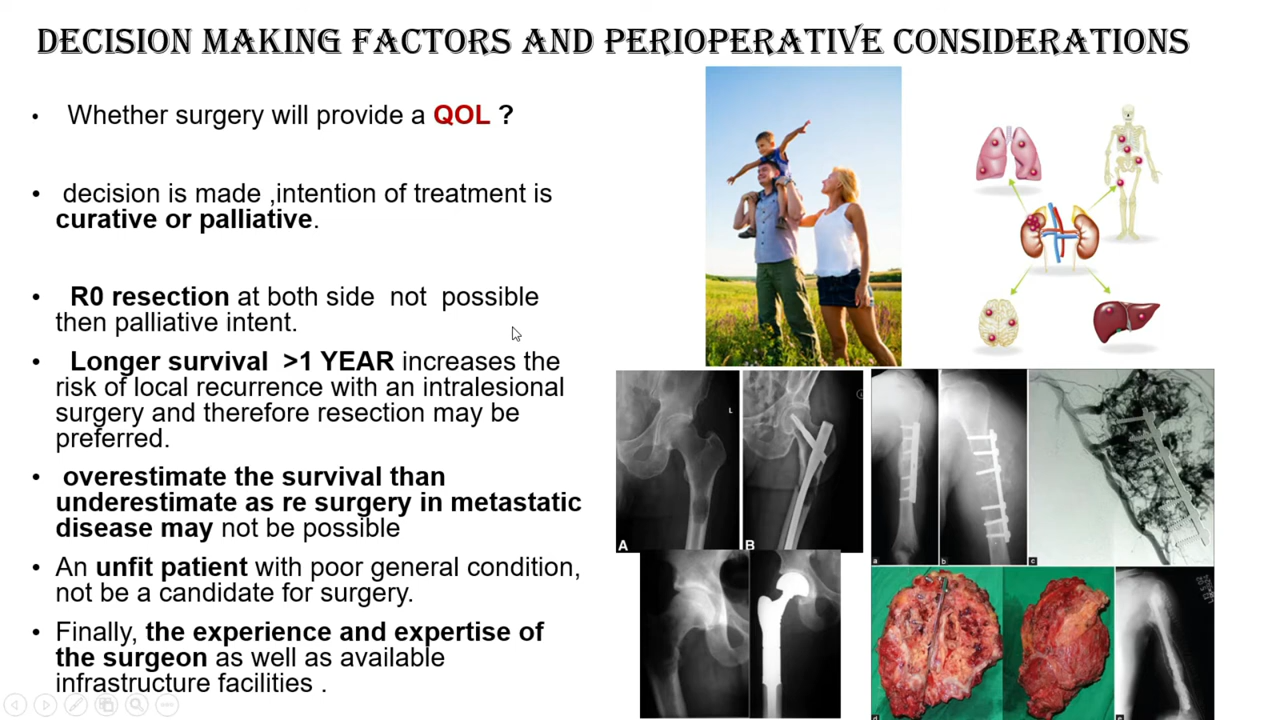 DECISION MAKING FACTORS AND PERIOPERATIVE CONSIDERATIONS
• Whether surgery will provide a QOL ?
• decision is made ,intention of treatment is
curative or palliative.
• R0 resection at both side not possible
then palliative intent.
• Longer survival >1 YEAR increases the
risk of local recurrence with an intralesional
surgery and therefore resection may be
preferred.
• overestimate the survival than
underestimate as re surgery in metastatic
disease may not be possible
• An unfit patient with poor general condition,
not be a candidate for surgery.
• Finally, the experience and expertise of
the surgeon as well as available
infrastructure facilities .
L
A
B
a
b
c
d
e